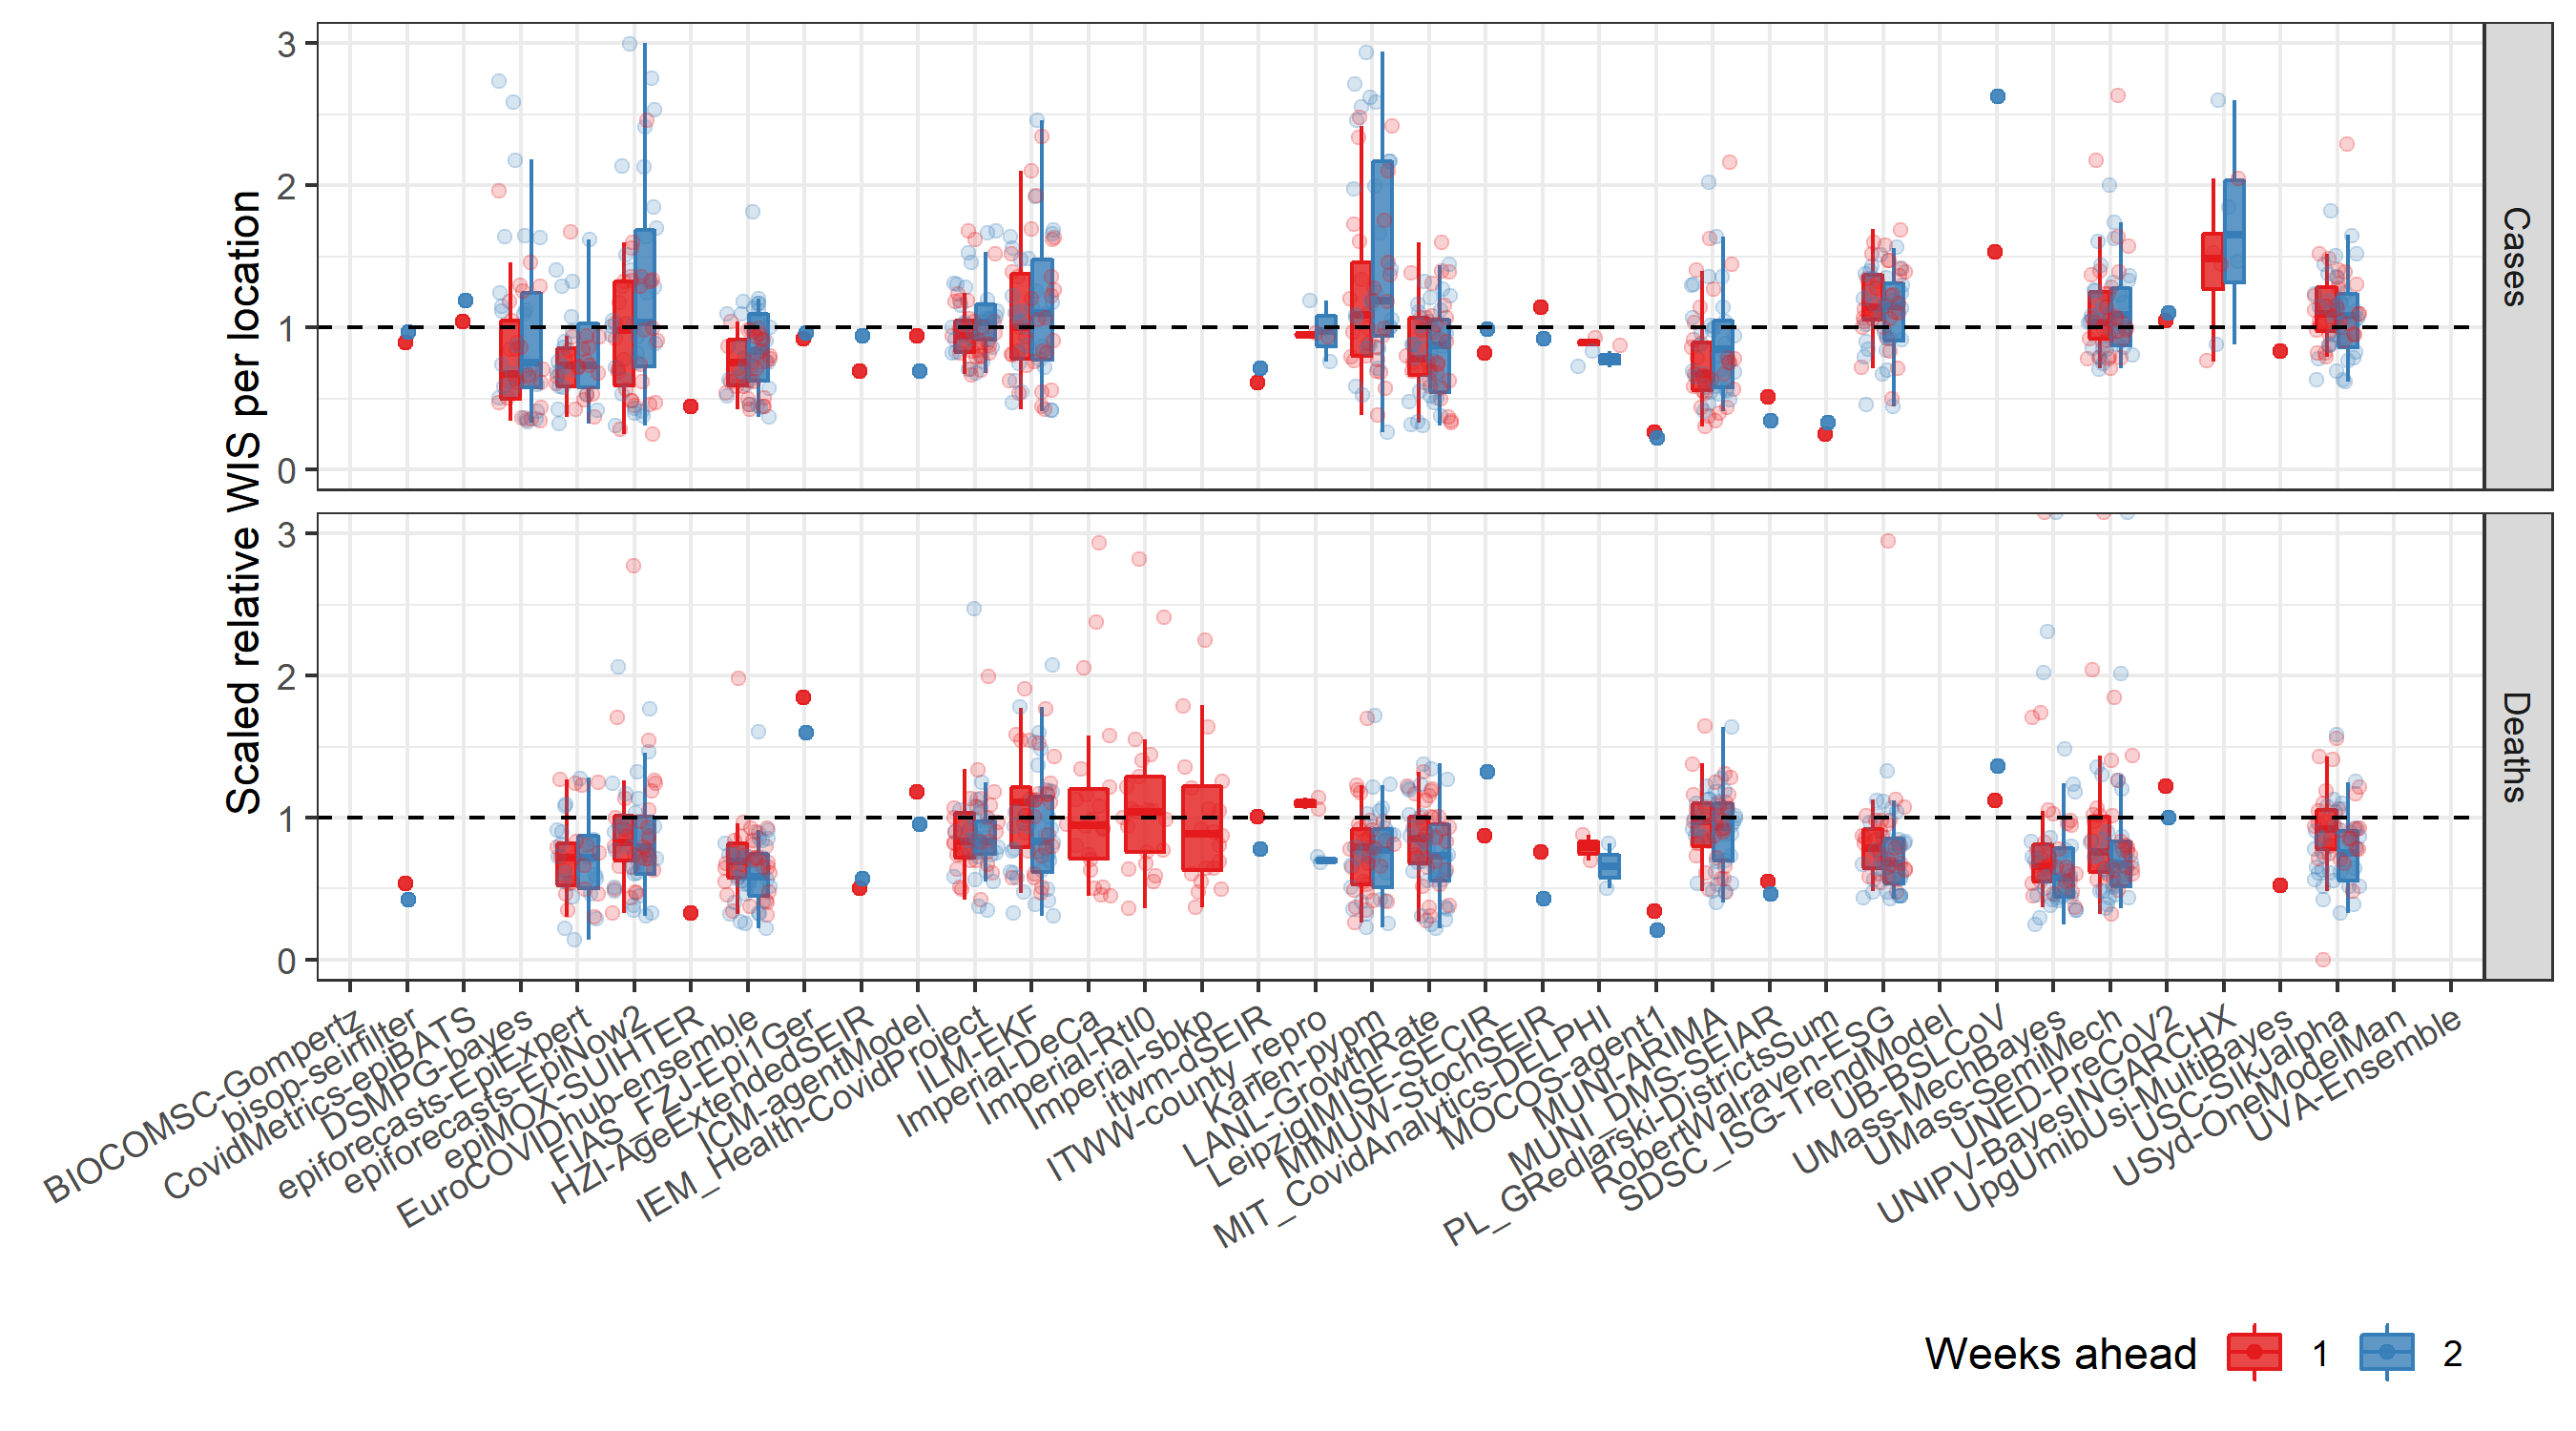 Scaled relative WIS per location
3
2
1
0
Cases
3
2
1
0
Deaths
BIOCOMSC-Gompertz
bisop-seirfilter
CovidMetrics-epiBATS
DSMPG-bayes
epiforecasts-EpiExpert
epiforecasts-EpiNow2
epiMOX-SUIHTER
EuroCOVIDhub-ensemble
FIAS_FZJ-Epi1Ger
HZI-AgeExtendedSEIR
ICM-agentModel
IEM_Health-CovidProject
ILM-EKF
Imperial-DeCa
Imperial-RtI0
Imperial-sbkp
itwm-dSEIR
ITWW-county_repro
Karlen-pypm
LANL-GrowthRate
LeipzigIMISE-SECIR
MIMUW-StochSEIR
MIT_CovidAnalytics-DELPHI
MOCOS-agent1
MUNI-ARIMA
MUNI_DMS-SEIAR
PL_GRedlarski-DistrictsSum
RobertWalraven-ESG
SDSC_ISG-TrendModel
UB-BSLCoV
UMass-MechBayes
UMass-SemiMech
UNED-PreCoV2
UNIPV-BayesINGARCHX
UpgUmibUsi-MultiBayes
USC-SIkJalpha
USyd-OneModelMan
UVA-Ensemble
Weeks ahead 1 2